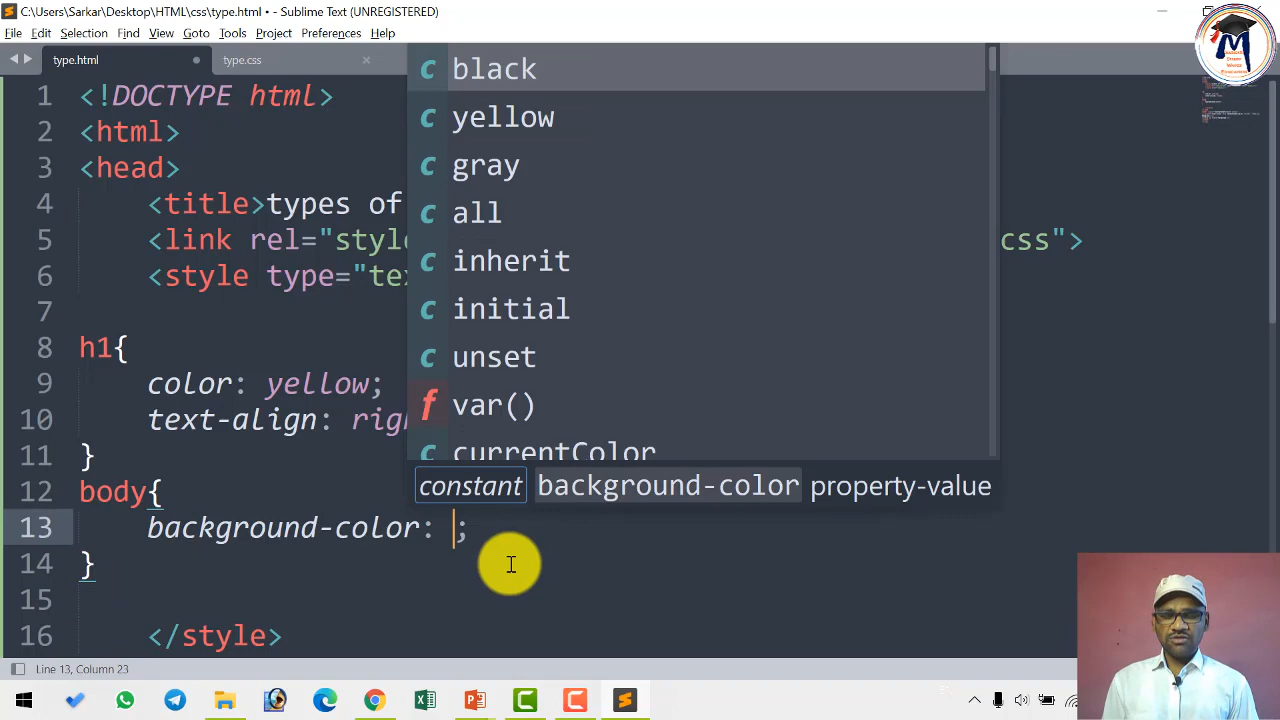 C:\Users\Sarkar\Desktop\HTML\css\type.html • - Sublime Text (UNREGISTERED)
File Edit Selection Find View Goto Tools Project Preferences Help
type.html
type.css
1 <!DOCTYPE html>
2 <html>
3 <head>
4 <title>types of
5 <link rel="style css">
6 <style type="te
7
8 h1{
9 color: yellow;
10 text-align: righ
11 }
12 body{
13 background-color: ;
14 }
15
16 </style>
c black
c yellow
c gray
c all
c inherit
c initial
c unset
f var()
c currentColor
constant background-color property-value
Line 13, Column 23